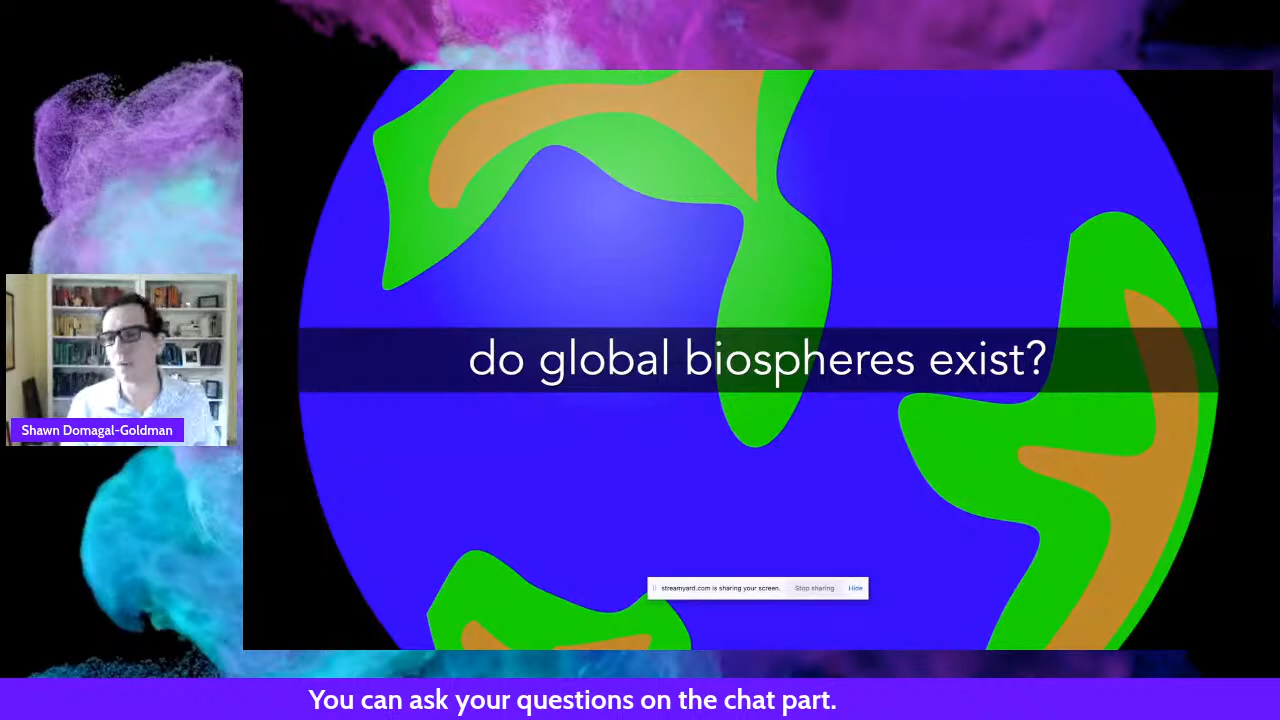 do global biospheres exist?
Shawn Domagal-Goldman
streamyard.com is sharing your screen. Stop sharing Hide
You can ask your questions on the chat part.